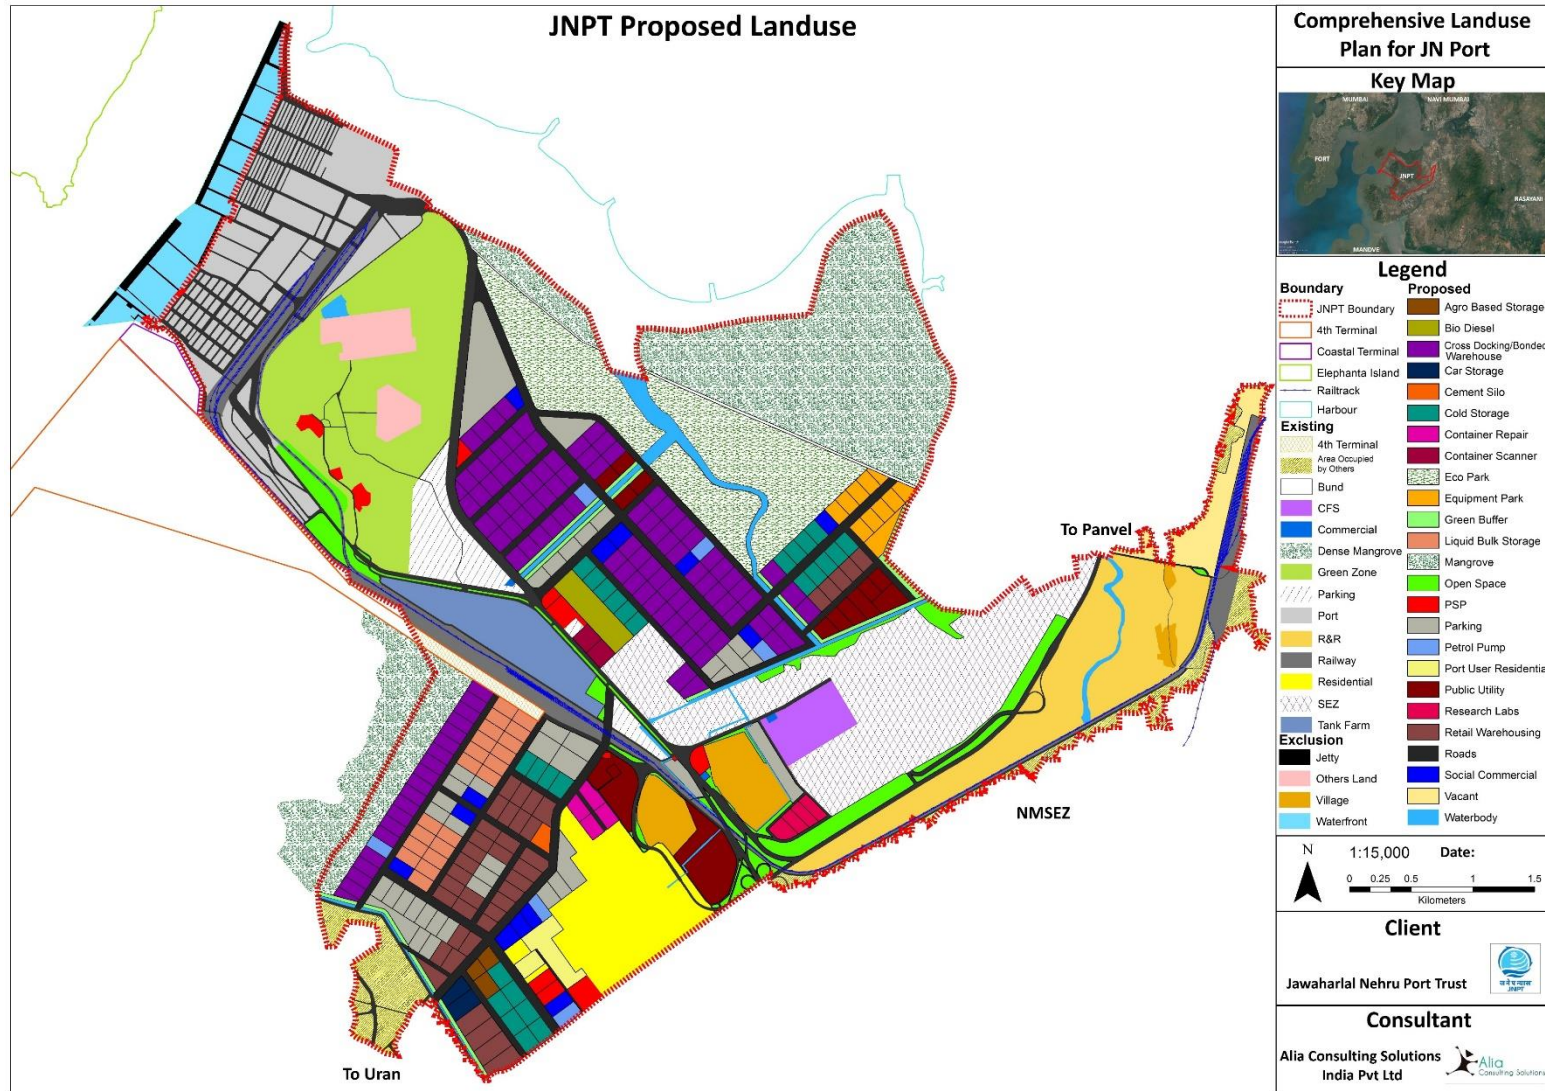 JNPT Proposed Landuse
To Panvel
NMSEZ
To Uran
Comprehensive Landuse
Plan for JN Port
Key Map
MUMBAI
NAVI MUMBAI
FORT
JNPT
RASAYANI
MANDVE
Legend
Boundary
JNPT Boundary
4th Terminal
Coastal Terminal
Elephanta Island
Railtrack
Harbour
Existing
4th Terminal
Area Occupied
by Others
Bund
CFS
Commercial
Dense Mangrove
Green Zone
Parking
Port
R&R
Railway
Residential
SEZ
Tank Farm
Exclusion
Jetty
Others Land
Village
Waterfront
Proposed
Agro Based Storage
Bio Diesel
Cross Docking/Bonded
Warehouse
Car Storage
Cement Silo
Cold Storage
Container Repair
Container Scanner
Eco Park
Equipment Park
Green Buffer
Liquid Bulk Storage
Mangrove
Open Space
PSP
Parking
Petrol Pump
Port User Residentia
Public Utility
Research Labs
Retail Warehousing
Roads
Social Commercial
Vacant
Waterbody
N
1:15,000 Date:
0 0.25 0.5 1 1.5
Kilometers
Client
Jawaharlal Nehru Port Trust
JNPT
Consultant
Alia Consulting Solutions
India Pvt Ltd
Alia
Consulting Solutions